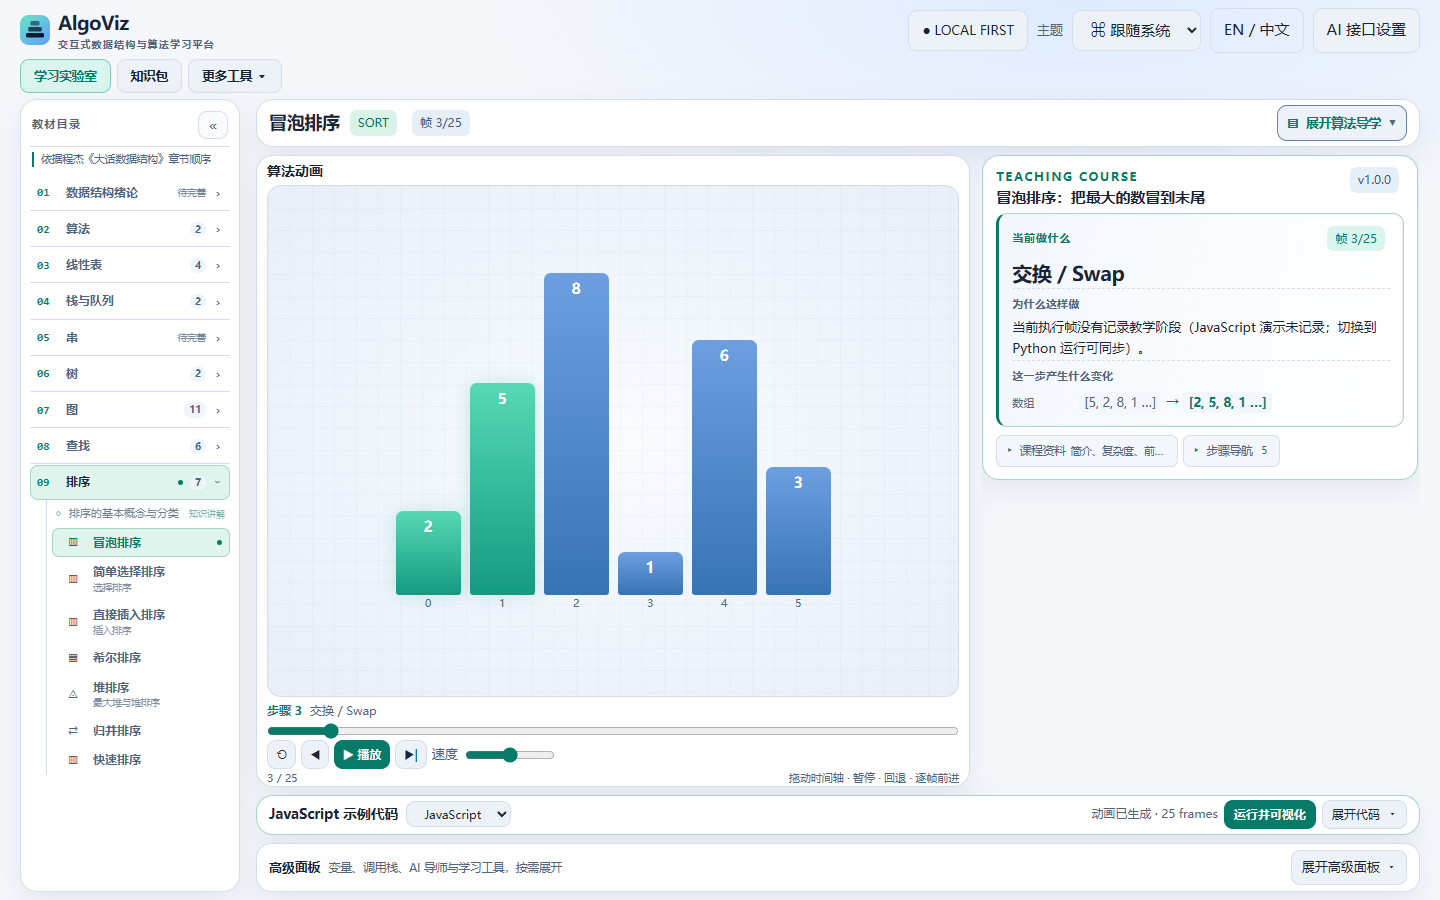 AlgoViz
交互式数据结构与算法学习平台
● LOCAL FIRST
主题
⌘ 跟随系统
EN / 中文
AI 接口设置
学习实验室
知识包
更多工具
教材目录
«
依据程杰《大话数据结构》章节顺序
01 数据结构绪论 待完善 ›
02 算法 2 ›
03 线性表 4 ›
04 栈与队列 2 ›
05 串 待完善 ›
06 树 2 ›
07 图 11 ›
08 查找 6 ›
09 排序 7
排序的基本概念与分类 知识讲解
冒泡排序
简单选择排序
选择排序
直接插入排序
插入排序
希尔排序
堆排序
最大堆与堆排序
归并排序
快速排序
冒泡排序 SORT 帧 3/25
展开算法导学 ▾
算法动画
2
5
8
1
6
3
0 1 2 3 4 5
步骤 3 交换 / Swap
▶ 播放
速度
3 / 25
拖动时间轴 · 暂停 · 回退 · 逐帧前进
TEACHING COURSE
冒泡排序：把最大的数冒到末尾
v1.0.0
当前做什么
帧 3/25
交换 / Swap
为什么这样做
当前执行帧没有记录教学阶段（JavaScript 演示未记录；切换到
Python 运行可同步）。
这一步产生什么变化
数组 [5, 2, 8, 1 ...] → [2, 5, 8, 1 ...]
课程资料 简介、复杂度、前...
步骤导航 5
JavaScript 示例代码 JavaScript
动画已生成 · 25 frames
运行并可视化
展开代码
高级面板 变量、调用栈、AI 导师与学习工具，按需展开
展开高级面板